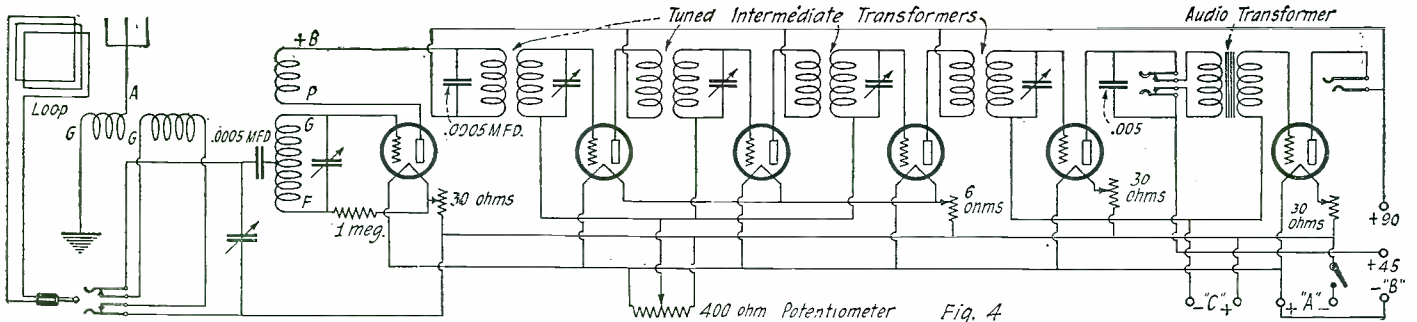 Tuned Intermediate Transformers
Audio Transformer
+B
P
A
Loop
G
G
.0005 MFD
G
F
.0005 MFD.
.005
30 ohms
1 meg.
6 ohms
30 ohms
30 ohms
+90
+45
-"B"
-"C"+
+"A"-
400 ohm Potentiometer
Fig. 4